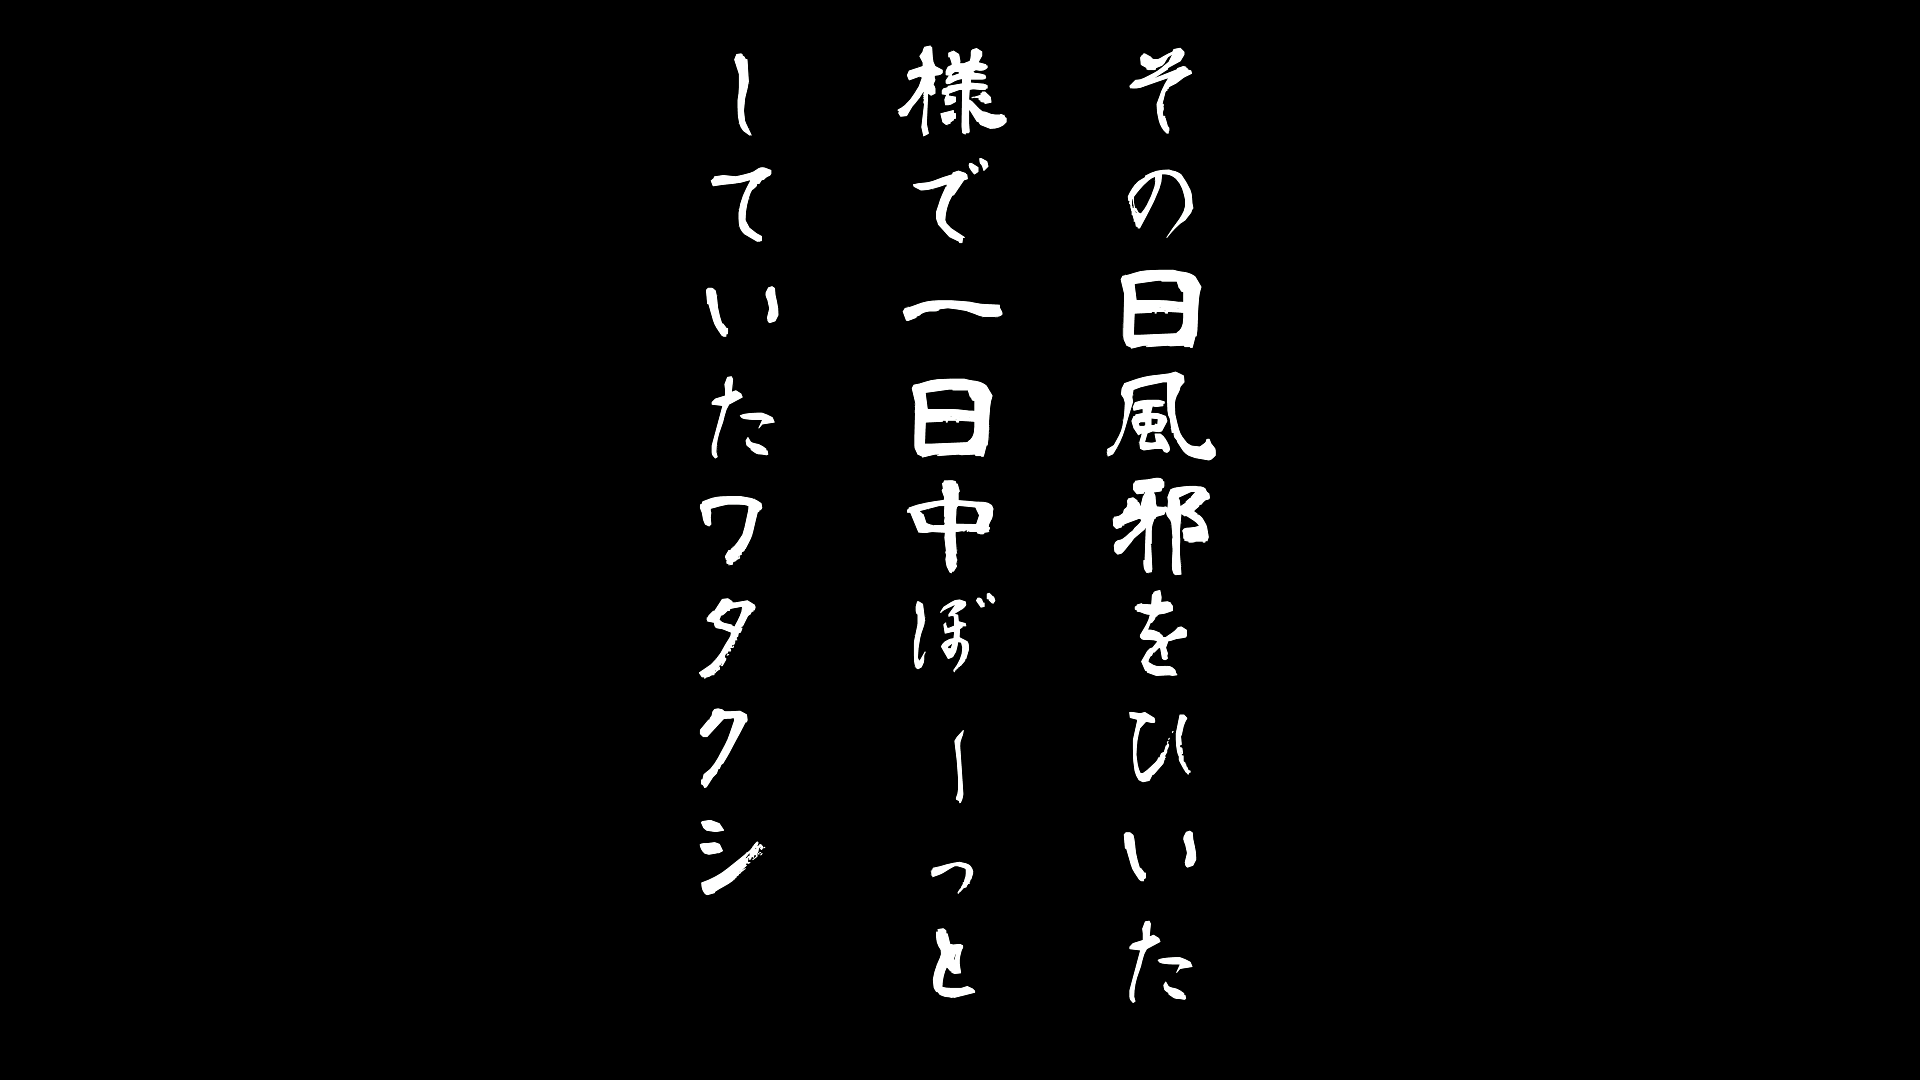 その日風邪をひいた
様で一日中ぼーっと
していたワタクシ